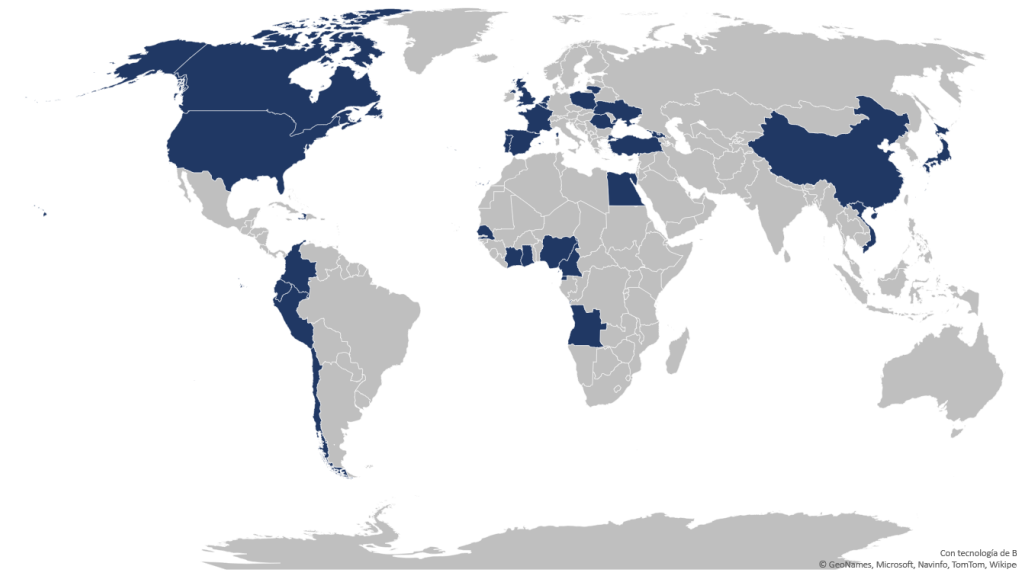 Con tecnología de B
© GeoNames, Microsoft, Navinfo, TomTom, Wikipe